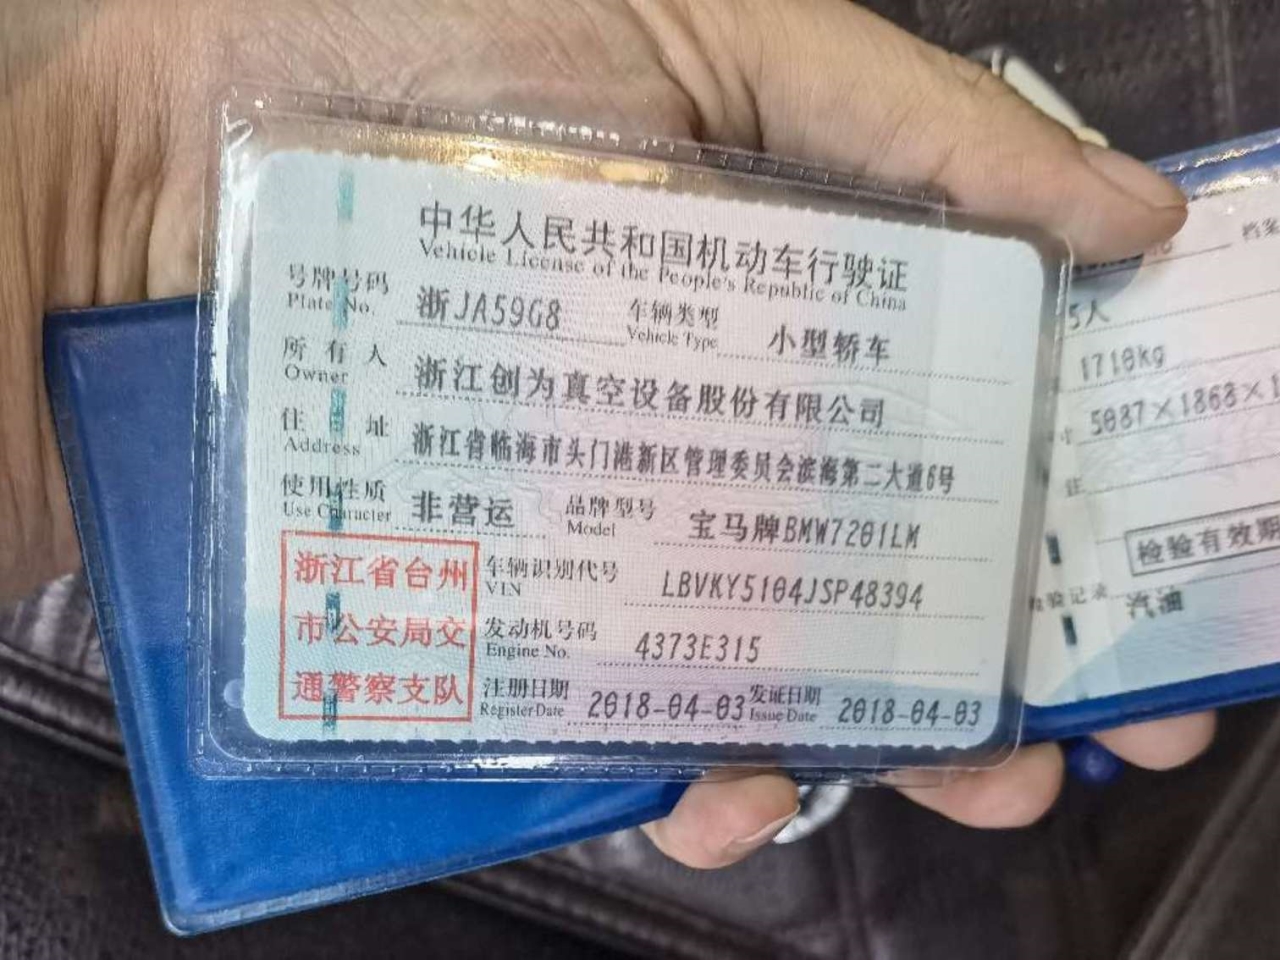 中华人民共和国机动车行驶证
Vehicle License of the People's Republic of China
号牌号码 浙JA59G8 车辆类型 小型轿车
Plate No. Vehicle Type
所有人 浙江创为真空设备股份有限公司
Owner
住址 浙江省临海市头门港新区管理委员会滨海第二大道6号
Address
使用性质 非营运 品牌型号 宝马牌BMW7201LM
Use Character Model
浙江省台州
市公安局交
通警察支队
车辆识别代号 LBVKY5104JSP48394
VIN
发动机号码 4373E315
Engine No.
注册日期 2018-04-03 发证日期 2018-04-03
Register Date Issue Date
档案
5人
1710kg
5087×1868×1
检验有效期
检验记录 汽油